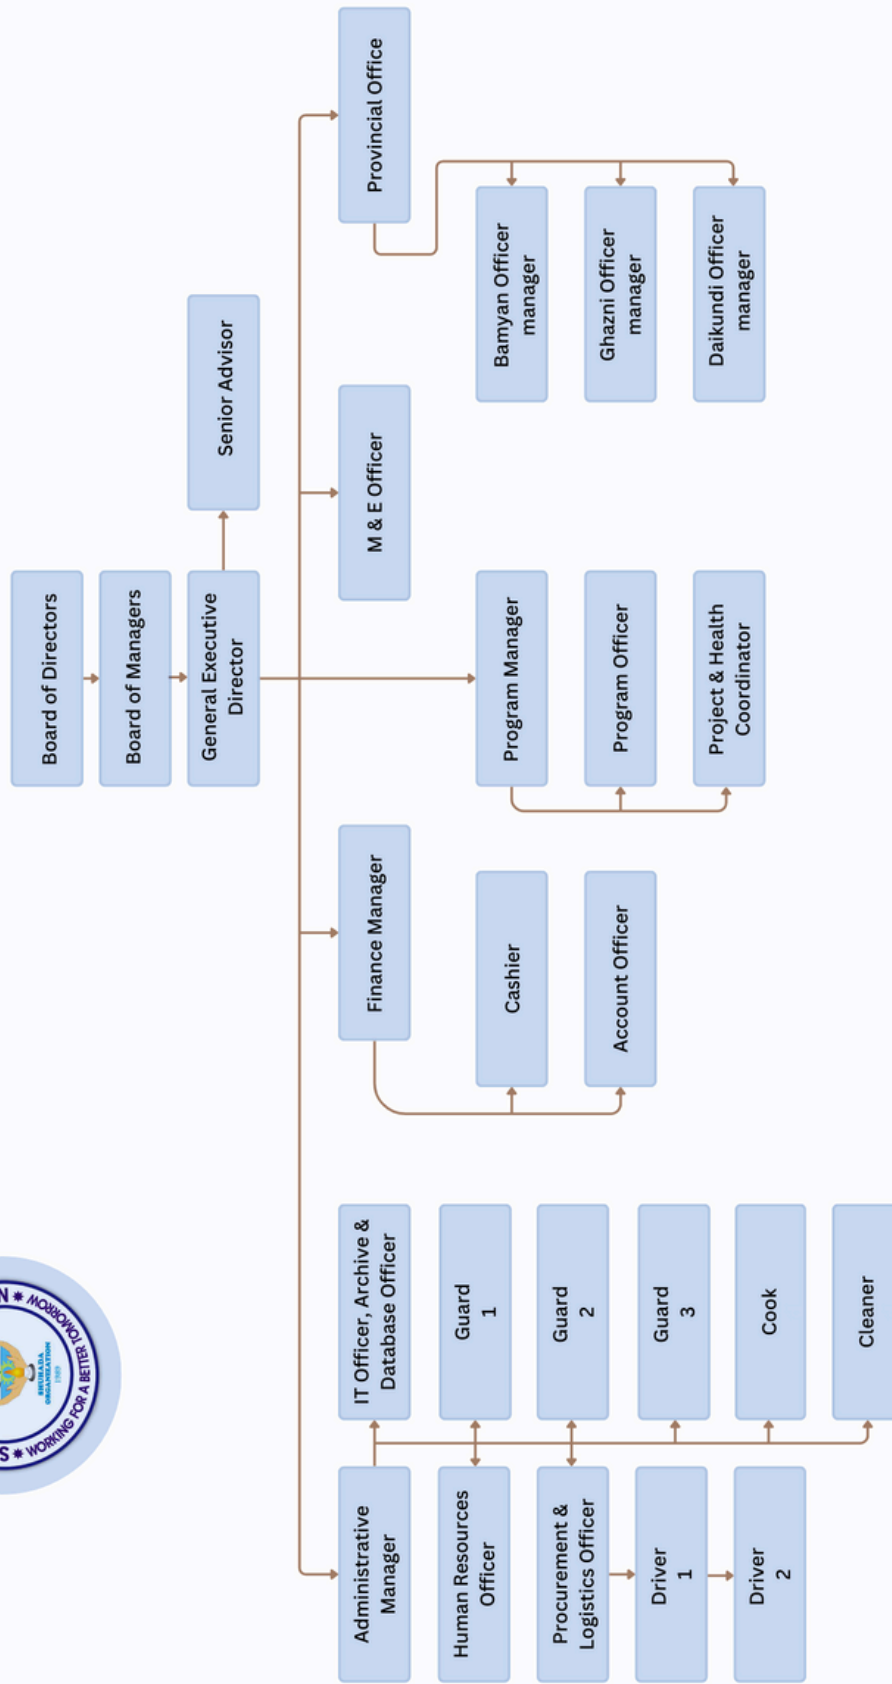 Board of Directors
Board of Managers
General Executive
Director
Senior Advisor
Administrative
Manager
Finance Manager
M & E Officer
Provincial Office
IT Officer, Archive &
Database Officer
Human Resources
Officer
Guard
1
Procurement &
Logistics Officer
Guard
2
Driver
1
Guard
3
Driver
2
Cook
Cleaner
Cashier
Account Officer
Program Manager
Program Officer
Project & Health
Coordinator
Bamyan Officer
manager
Ghazni Officer
manager
Daikundi Officer
manager
WORKING FOR A BETTER TOMORROW
SHUHADA
ORGANIZATION
1989